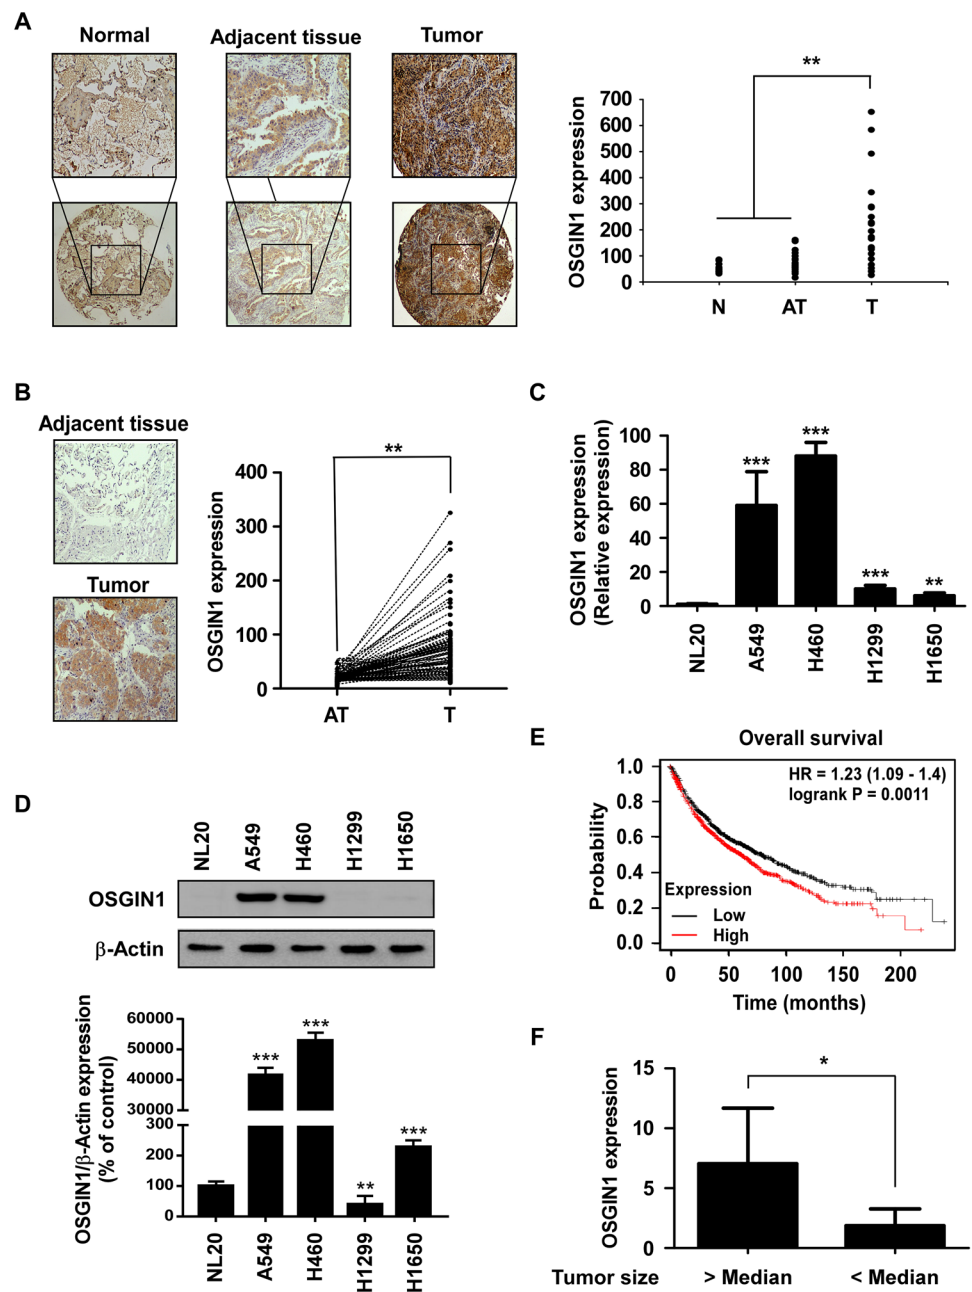 A
Normal
Adjacent tissue
Tumor
**
OSGIN1 expression
700
600
500
400
300
200
100
0
N
AT
T
B
Adjacent tissue
Tumor
**
OSGIN1 expression
400
300
200
100
0
AT
T
C
OSGIN1 expression
(Relative expression)
100
80
60
40
20
0
***
***
***
**
NL20
A549
H460
H1299
H1650
D
NL20
A549
H460
H1299
H1650
OSGIN1
β-Actin
OSGIN1/β-Actin expression
(% of control)
60000
50000
40000
30000
300
200
100
0
***
***
**
***
NL20
A549
H460
H1299
H1650
E
Overall survival
HR = 1.23 (1.09 - 1.4)
logrank P = 0.0011
Probability
1.0
0.8
0.6
0.4
0.2
0.0
Expression
Low
High
0
50
100
150
200
Time (months)
F
OSGIN1 expression
15
10
5
0
*
Tumor size
> Median
< Median